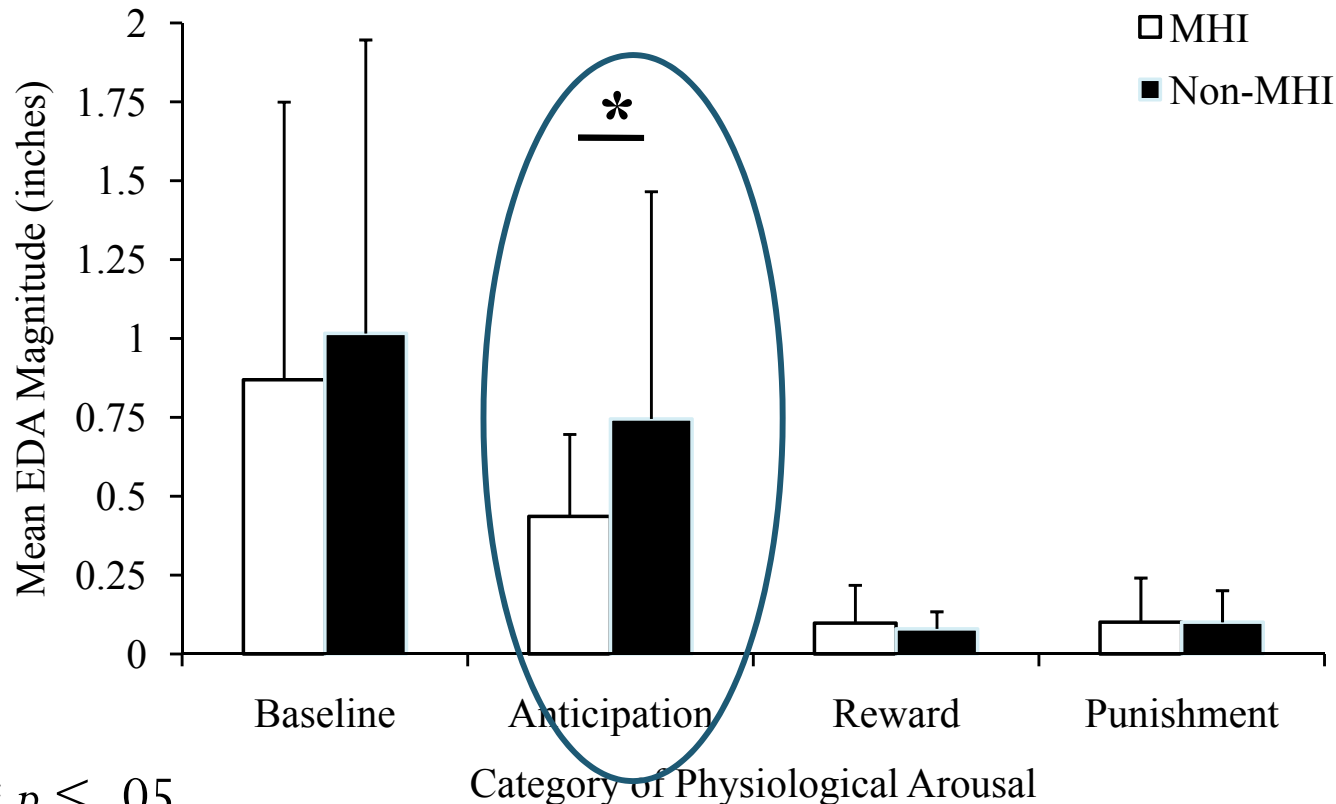 MHI
Non-MHI
Mean EDA Magnitude (inches)
2
1.75
1.5
1.25
1
0.75
0.5
0.25
0
*
Baseline Anticipation Reward Punishment
Category of Physiological Arousal
* p ≤ .05